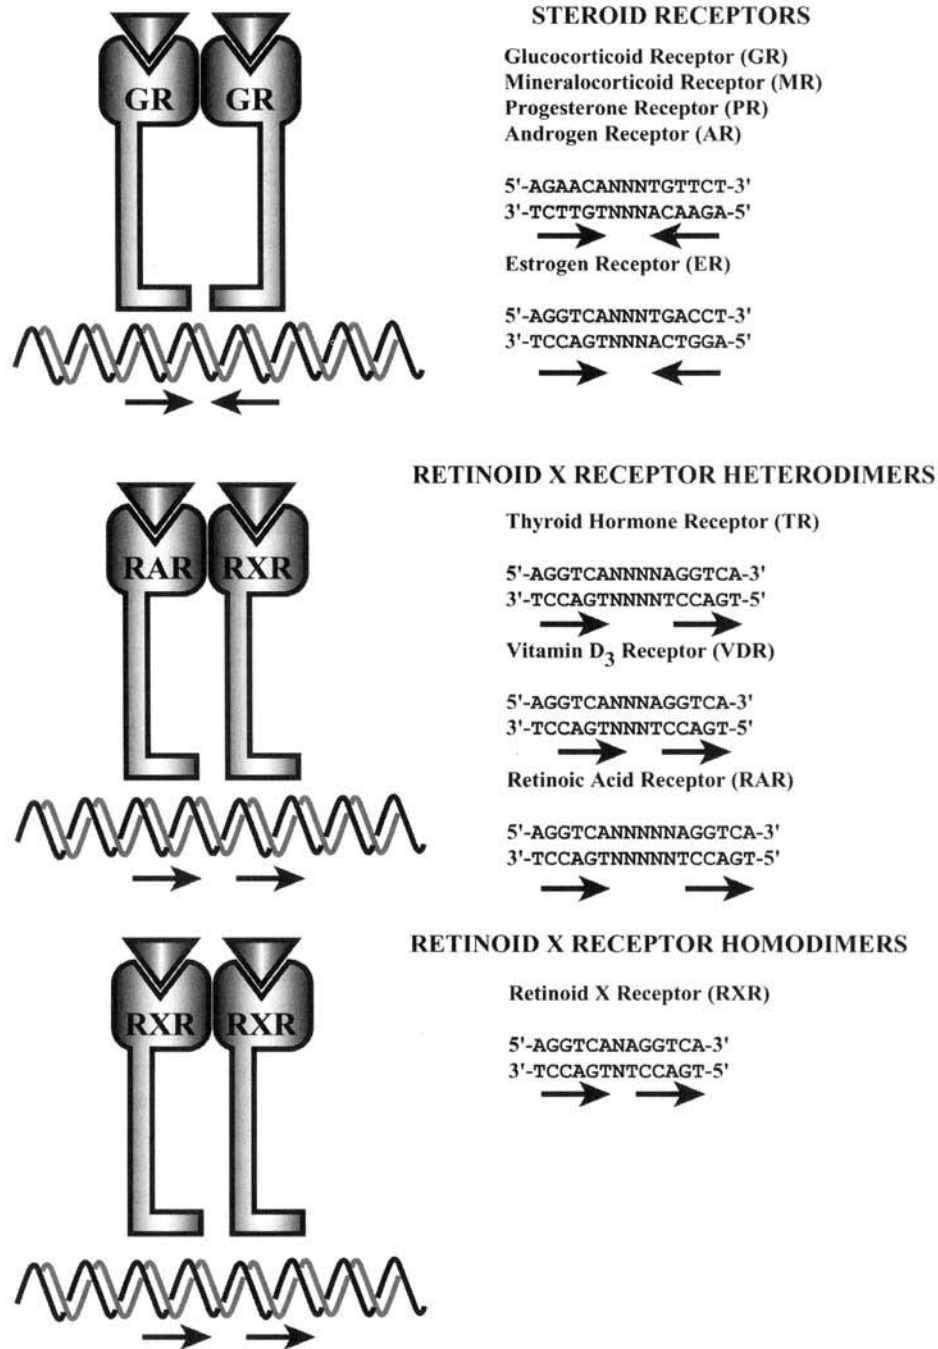 STEROID RECEPTORS
Glucocorticoid Receptor (GR)
Mineralocorticoid Receptor (MR)
Progesterone Receptor (PR)
Androgen Receptor (AR)
GR GR
5'-AGAACANNNTGTTCT-3'
3'-TCTTGTNNNACAAGA-5'
Estrogen Receptor (ER)
5'-AGGTCANNNTGACCT-3'
3'-TCCAGTNNNACTGGA-5'
RETINOID X RECEPTOR HETERODIMERS
Thyroid Hormone Receptor (TR)
RAR RXR
5'-AGGTCANNNNAGGTCA-3'
3'-TCCAGTNNNNTCCAGT-5'
Vitamin D3 Receptor (VDR)
5'-AGGTCANNNAGGTCA-3'
3'-TCCAGTNNNTCCAGT-5'
Retinoic Acid Receptor (RAR)
5'-AGGTCANNNNNAGGTCA-3'
3'-TCCAGTNNNNNTCCAGT-5'
RETINOID X RECEPTOR HOMODIMERS
Retinoid X Receptor (RXR)
RXR RXR
5'-AGGTCANAGGTCA-3'
3'-TCCAGTNTCCAGT-5'